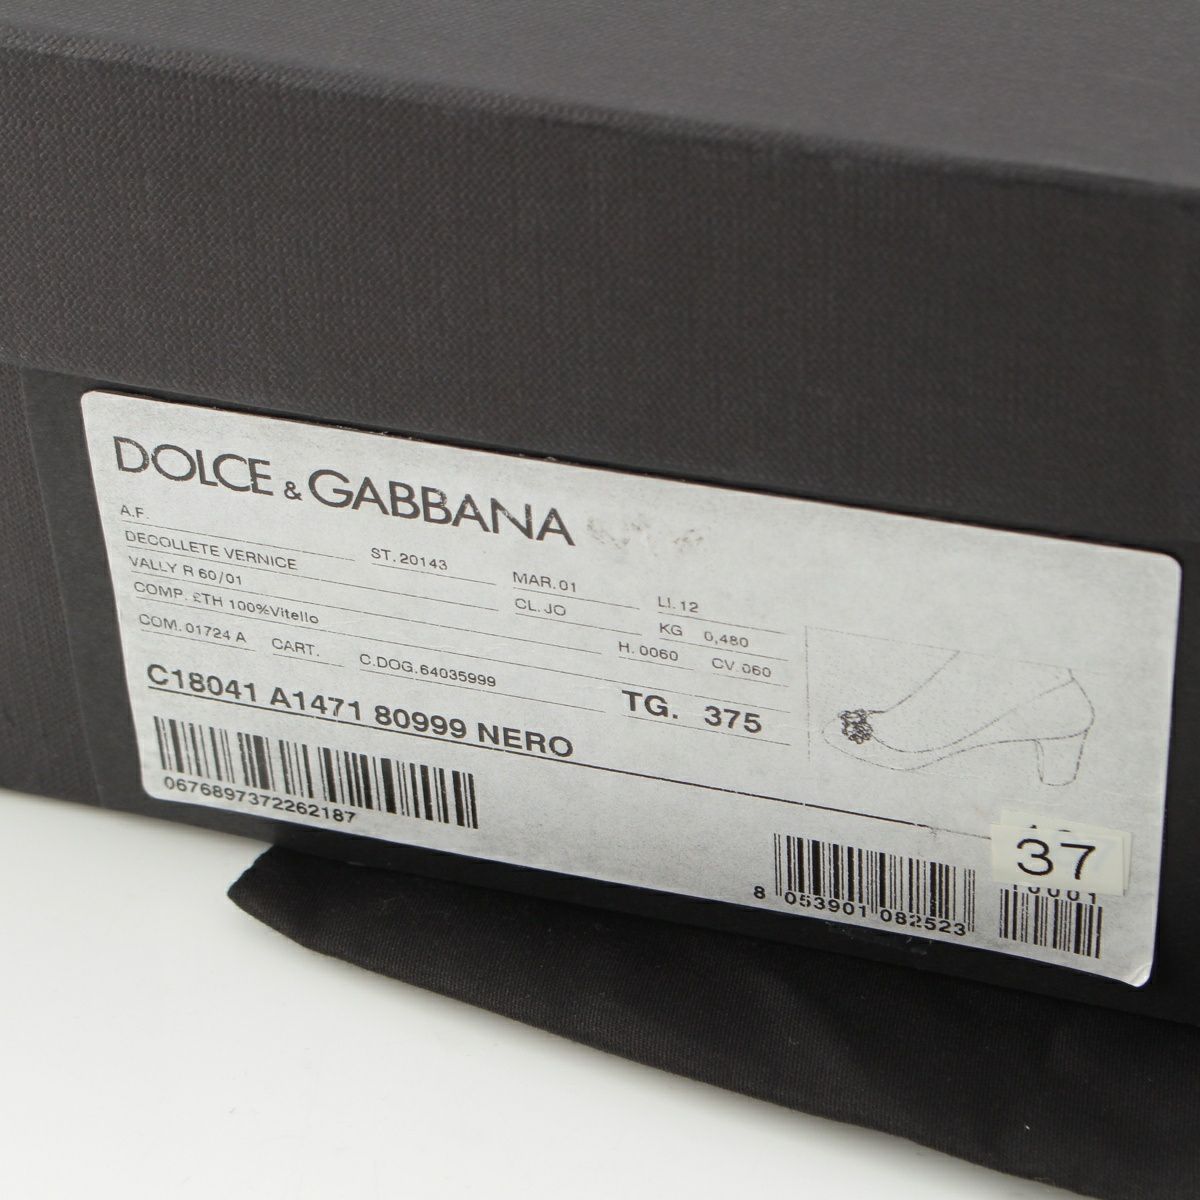 DOLCE & GABBANA
A.F.
DECOLLETE VERNICE ST.20143 MAR.01 LI.12
VALLY R 60/01 CL.JO KG 0,480
COMP. £TH 100%Vitello H.0060 CV.060
COM.01724 A CART. C.DOG.64035999
C18041 A1471 80999 NERO TG. 375
0676897372262187
37
8 053901 082523
10001